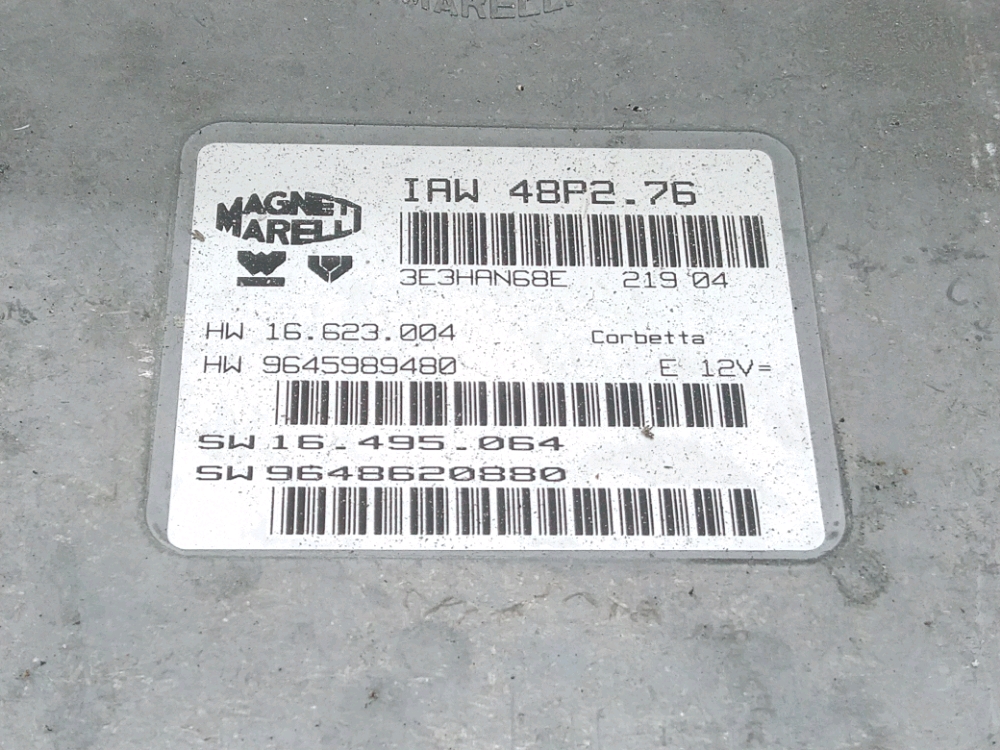 MARELLI
IAW 48P2.76
MAGNETI
MARELLI
3E3HAN68E 219 04
HW 16.623.004 Corbetta
HW 9645989480 E 12V=
SW 16.495.064
SW 9648620880